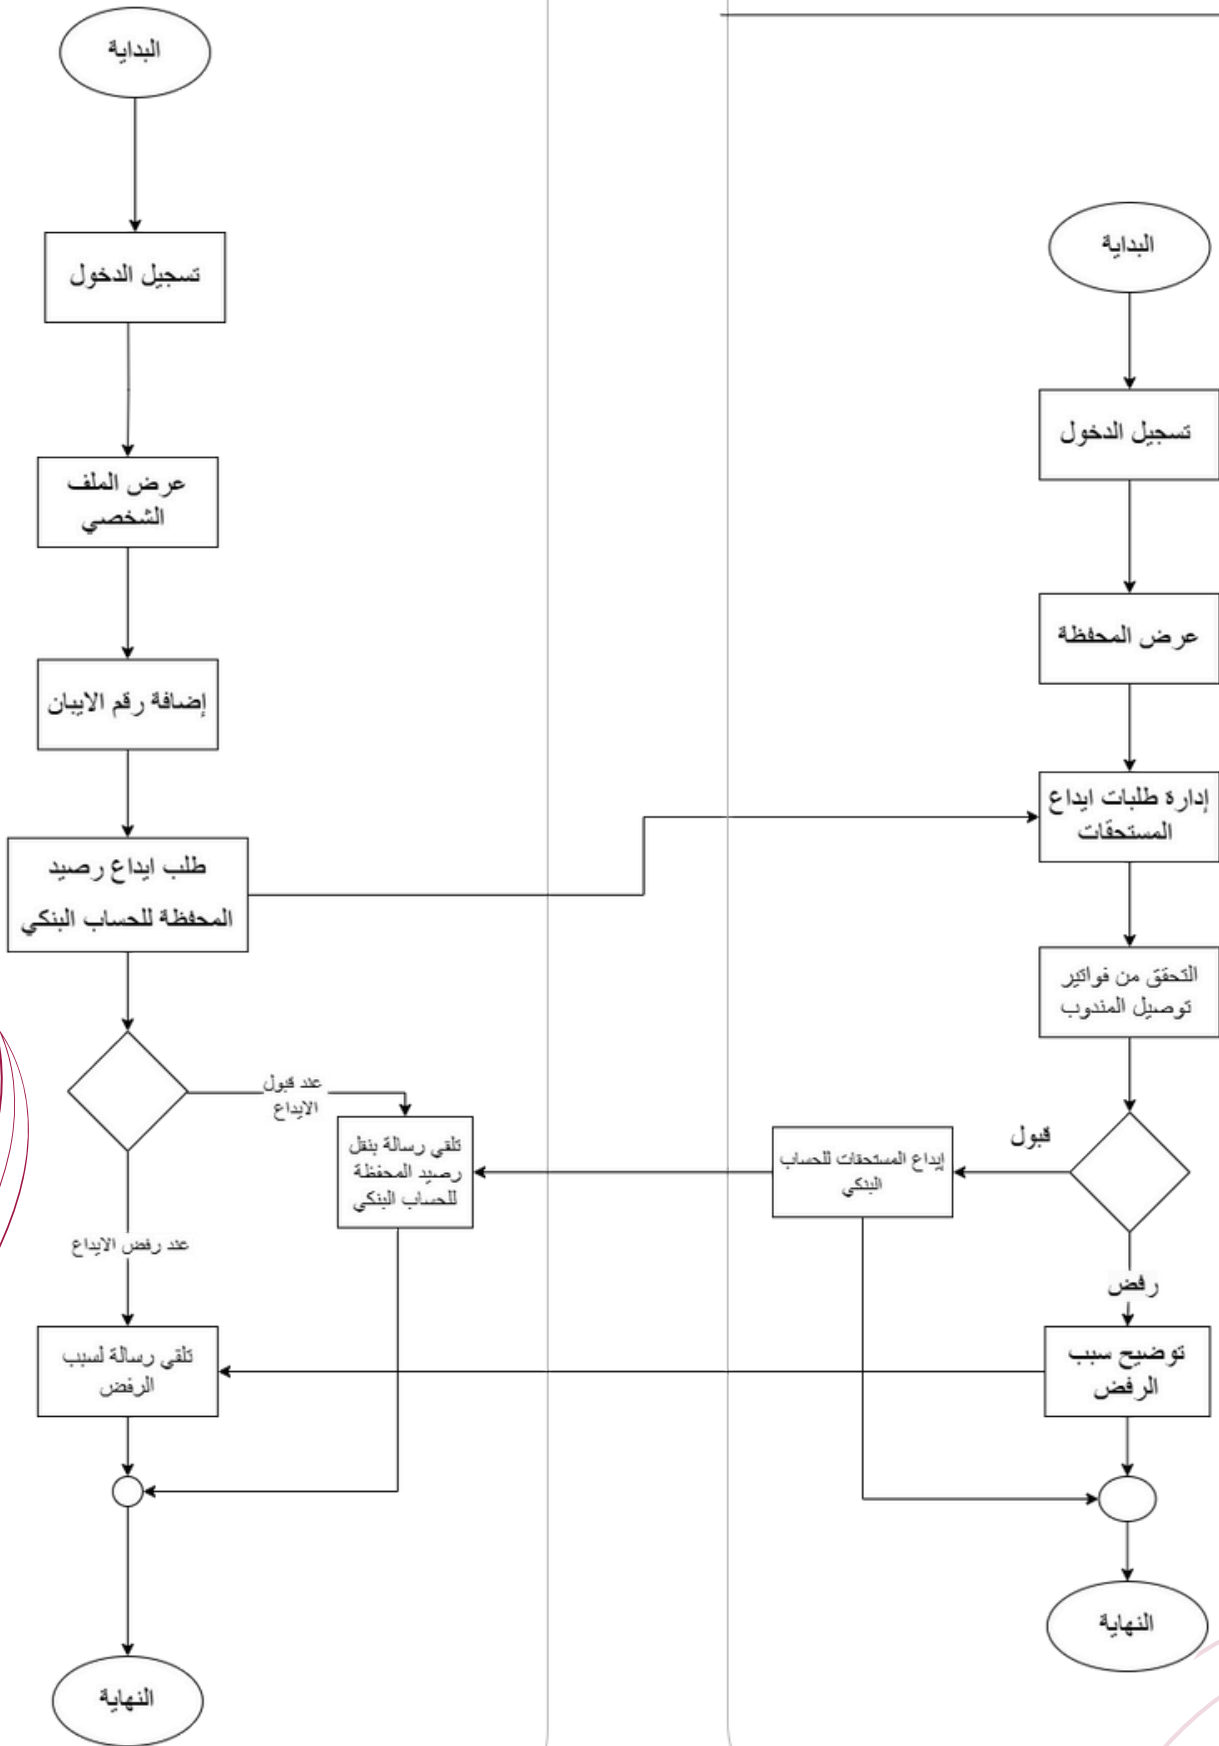 البداية
تسجيل الدخول
عرض المحفظة
إدارة طلبات ايداع
المستحقات
التحقق من فواتير
توصيل المندوب
قبول
إيداع المستحقات للحساب
البنكي
رفض
توضيح سبب
الرفض
النهاية
البداية
تسجيل الدخول
عرض الملف
الشخصي
إضافة رقم الايبان
طلب ايداع رصيد
المحفظة للحساب البنكي
عند قبول
الايداع
تلقي رسالة بنقل
رصيد المحفظة
للحساب البنكي
عند رفض الايداع
تلقي رسالة لسبب
الرفض
النهاية